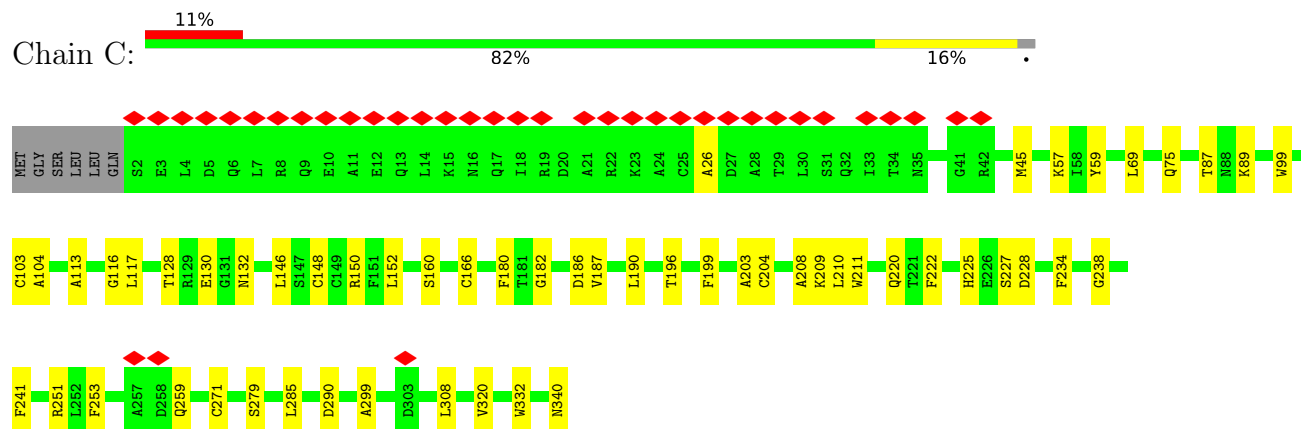 11%
Chain C:
82% 16% •
MET GLY SER LEU LEU GLN S2 E3 L4 D5 Q6 L7 R8 Q9 E10 A11 E12 Q13 L14 K15 N16 Q17 I18 R19 D20 A21 R22 K23 A24 C25 A26 D27 A28 T29 L30 S31 Q32 I33 T34 N35 G41 R42 M45 K57 I58 Y59 L69 Q75 T87 N88 K89 W99
C103 A104 A113 G116 L117 T128 R129 E130 G131 N132 L146 S147 C148 C149 R150 F151 L152 S160 C166 F180 T181 G182 D186 V187 L190 T196 F199 A203 C204 A208 K209 L210 W211 Q220 T221 F222 H225 E226 S227 D228 F234 G238
F241 R251 L252 F253 A257 D258 Q259 C271 S279 L285 D290 A299 D303 L308 V320 W332 N340